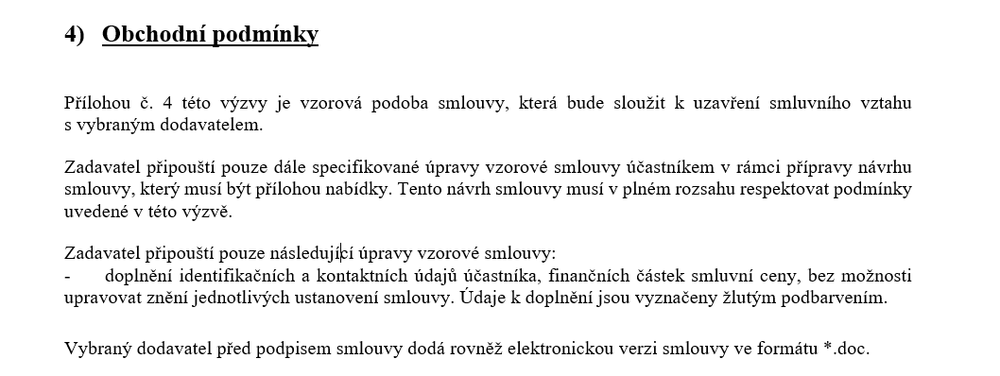 4) Obchodní podmínky
Přílohou č. 4 této výzvy je vzorová podoba smlouvy, která bude sloužit k uzavření smluvního vztahu
s vybraným dodavatelem.
Zadavatel připouští pouze dále specifikované úpravy vzorové smlouvy účastníkem v rámci přípravy návrhu
smlouvy, který musí být přílohou nabídky. Tento návrh smlouvy musí v plném rozsahu respektovat podmínky
uvedené v této výzvě.
Zadavatel připouští pouze následující úpravy vzorové smlouvy:
- doplnění identifikačních a kontaktních údajů účastníka, finančních částek smluvní ceny, bez možnosti
upravovat znění jednotlivých ustanovení smlouvy. Údaje k doplnění jsou vyznačeny žlutým podbarvením.
Vybraný dodavatel před podpisem smlouvy dodá rovněž elektronickou verzi smlouvy ve formátu *.doc.